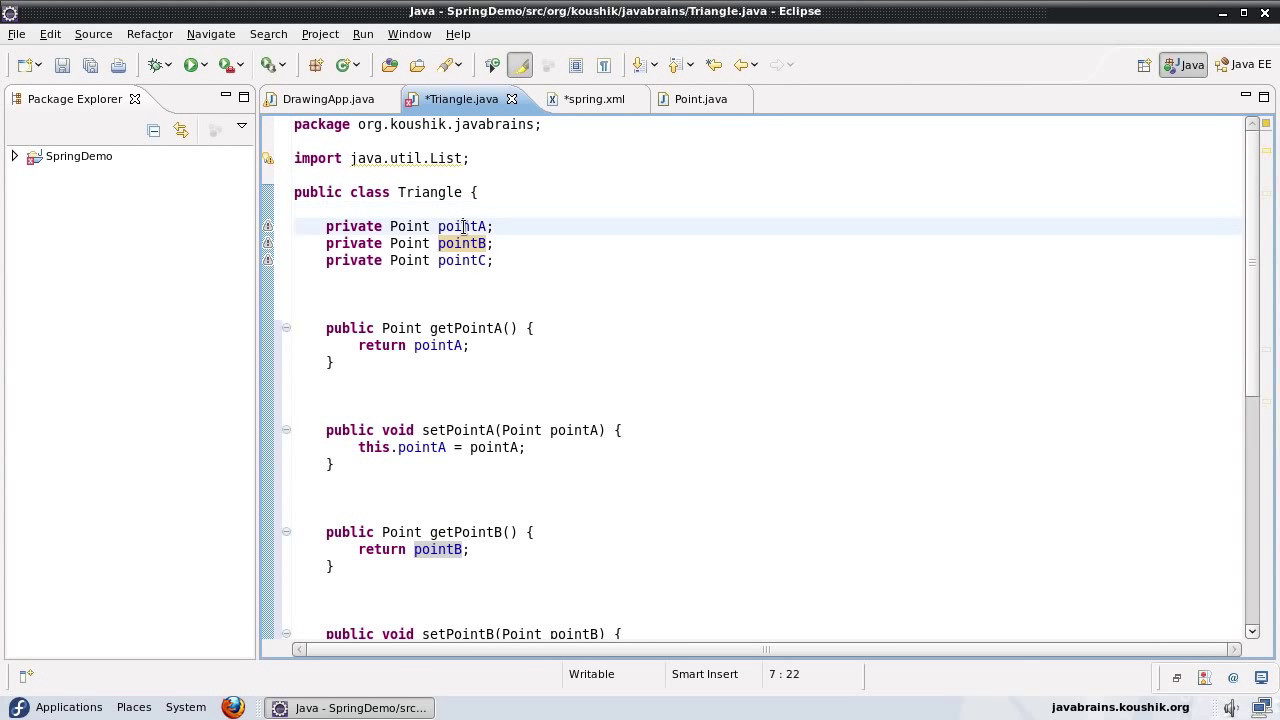 Java - SpringDemo/src/org/koushik/javabrains/Triangle.java - Eclipse
File Edit Source Refactor Navigate Search Project Run Window Help
Java Java EE
Package Explorer
DrawingApp.java *Triangle.java *spring.xml Point.java
SpringDemo
package org.koushik.javabrains;
import java.util.List;
public class Triangle {
private Point pointA;
private Point pointB;
private Point pointC;
public Point getPointA() {
return pointA;
}
public void setPointA(Point pointA) {
this.pointA = pointA;
}
public Point getPointB() {
return pointB;
}
public void setPointB(Point pointB) {
Writable Smart Insert 7 : 22
Applications Places System Java - SpringDemo/src... javabrains.koushik.org